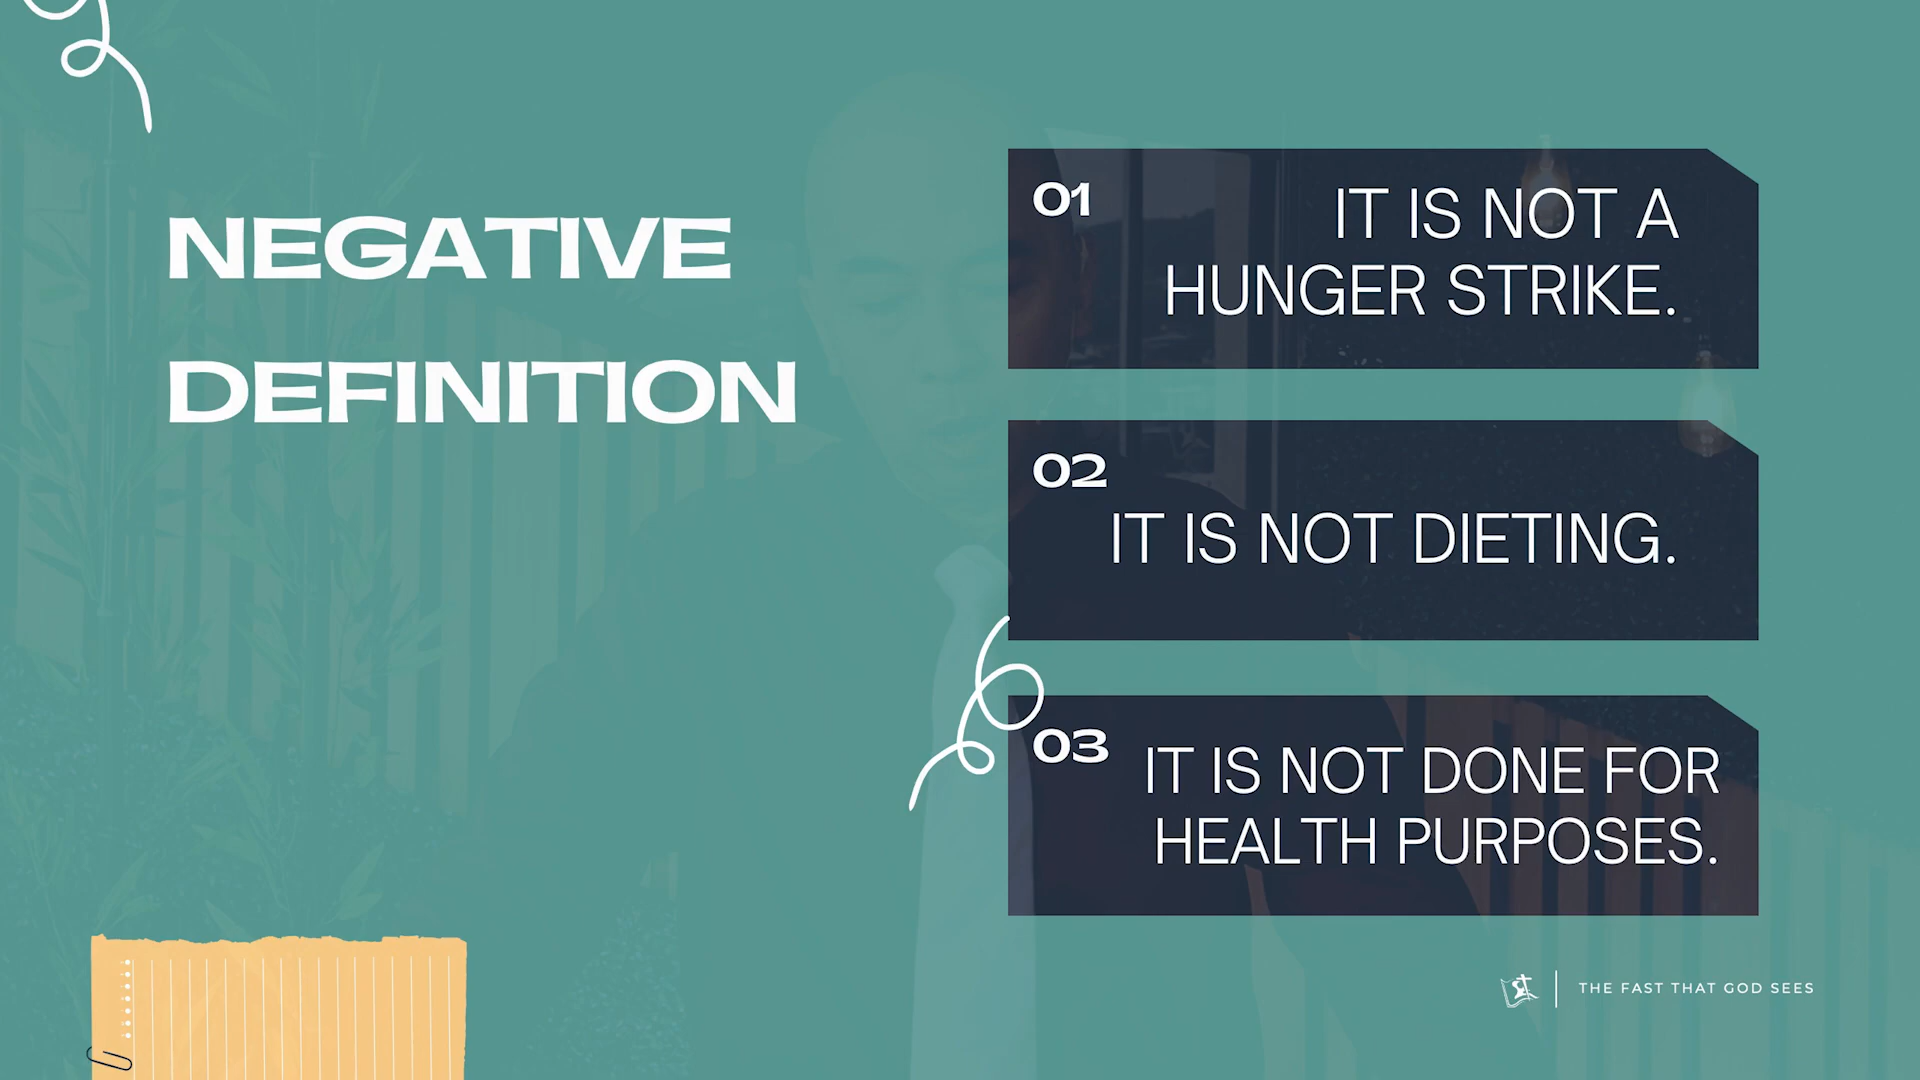 NEGATIVE
DEFINITION
01
IT IS NOT A
HUNGER STRIKE.
02
IT IS NOT DIETING.
03
IT IS NOT DONE FOR
HEALTH PURPOSES.
THE FAST THAT GOD SEES